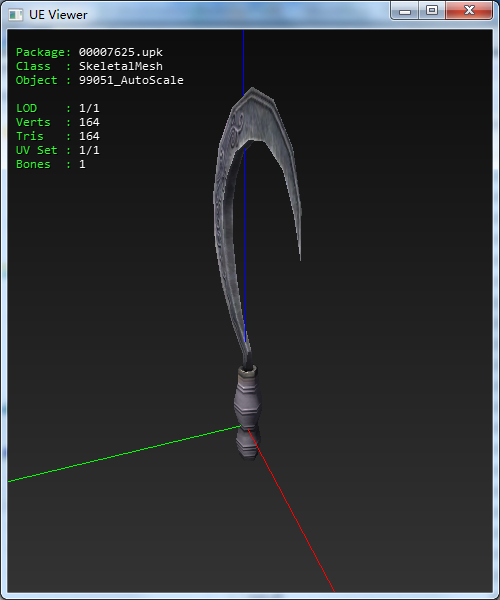 UE Viewer
Package: 00007625.upk
Class  : SkeletalMesh
Object : 99051_AutoScale
LOD    : 1/1
Verts  : 164
Tris   : 164
UV Set : 1/1
Bones  : 1